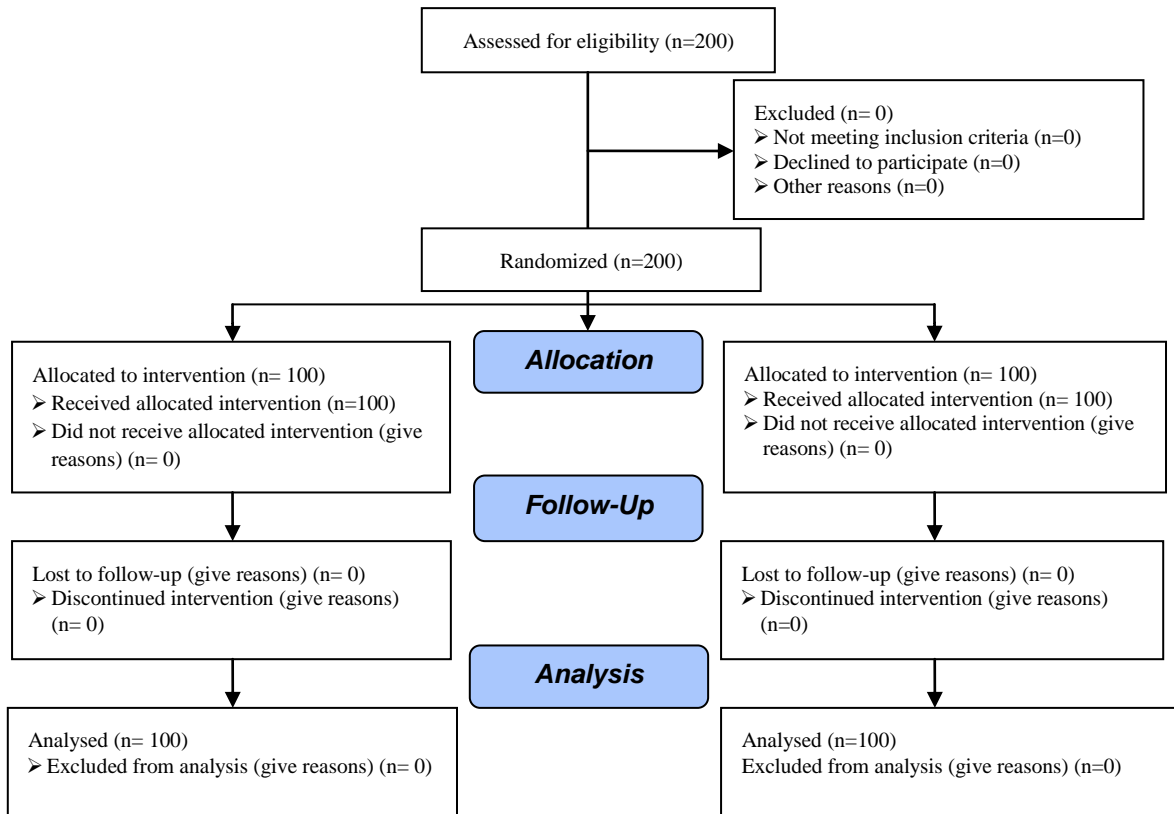 Assessed for eligibility (n=200)
Excluded (n= 0)
➢ Not meeting inclusion criteria (n=0)
➢ Declined to participate (n=0)
➢ Other reasons (n=0)
Randomized (n=200)
Allocation
Allocated to intervention (n= 100)
➢ Received allocated intervention (n=100)
➢ Did not receive allocated intervention (give
reasons) (n= 0)
Allocated to intervention (n= 100)
➢ Received allocated intervention (n= 100)
➢ Did not receive allocated intervention (give
reasons) (n= 0)
Follow-Up
Lost to follow-up (give reasons) (n= 0)
➢ Discontinued intervention (give reasons)
(n= 0)
Lost to follow-up (give reasons) (n= 0)
➢ Discontinued intervention (give reasons)
(n=0)
Analysis
Analysed (n= 100)
➢ Excluded from analysis (give reasons) (n= 0)
Analysed (n=100)
Excluded from analysis (give reasons) (n=0)